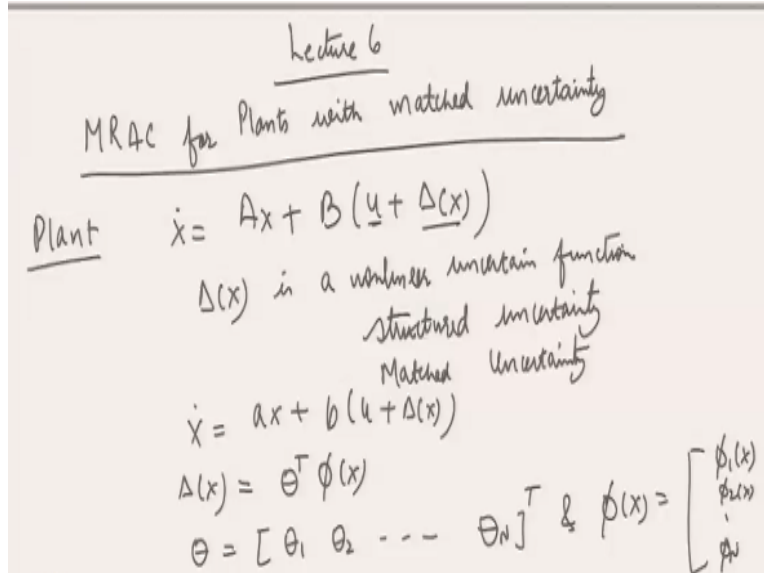 Lecture 6
MRAC for Plants with matched uncertainty
Plant ẋ = Ax + B(u + Δ(x))
Δ(x) is a nonlinear uncertain function
structured uncertainty
Matched Uncertainty
ẋ = ax + b(u + Δ(x))
Δ(x) = θᵀ ϕ(x)
θ = [θ₁ θ₂ --- θ_N]ᵀ & ϕ(x) = [ϕ₁(x)
ϕ₂(x)
⋮
ϕ_N